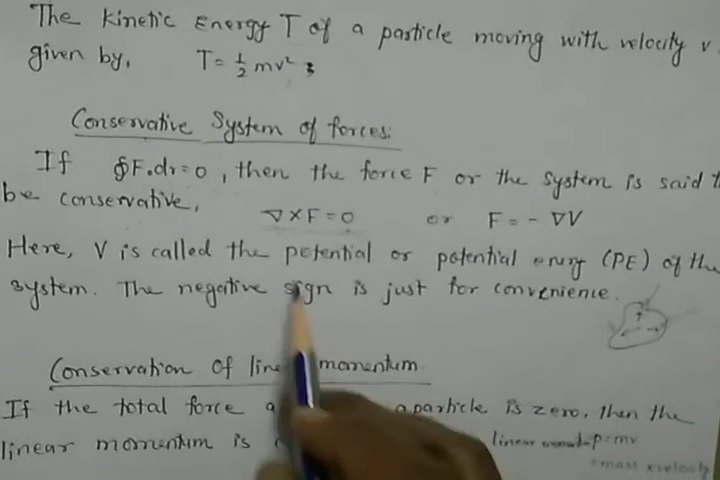 The Kinetic Energy T of a particle moving with velocity v
given by, T = ½ mv²
Conservative System of forces:
If ∮F.dr=0, then the force F or the system is said
be conservative,
∇×F=0 or F = - ∇V
Here, V is called the potential or potential energy (PE) of the
system. The negative sign is just for convenience.
Conservation of momentum
If the total force a particle is zero, then the
linear momentum is linear p=mv
=mass x velocity